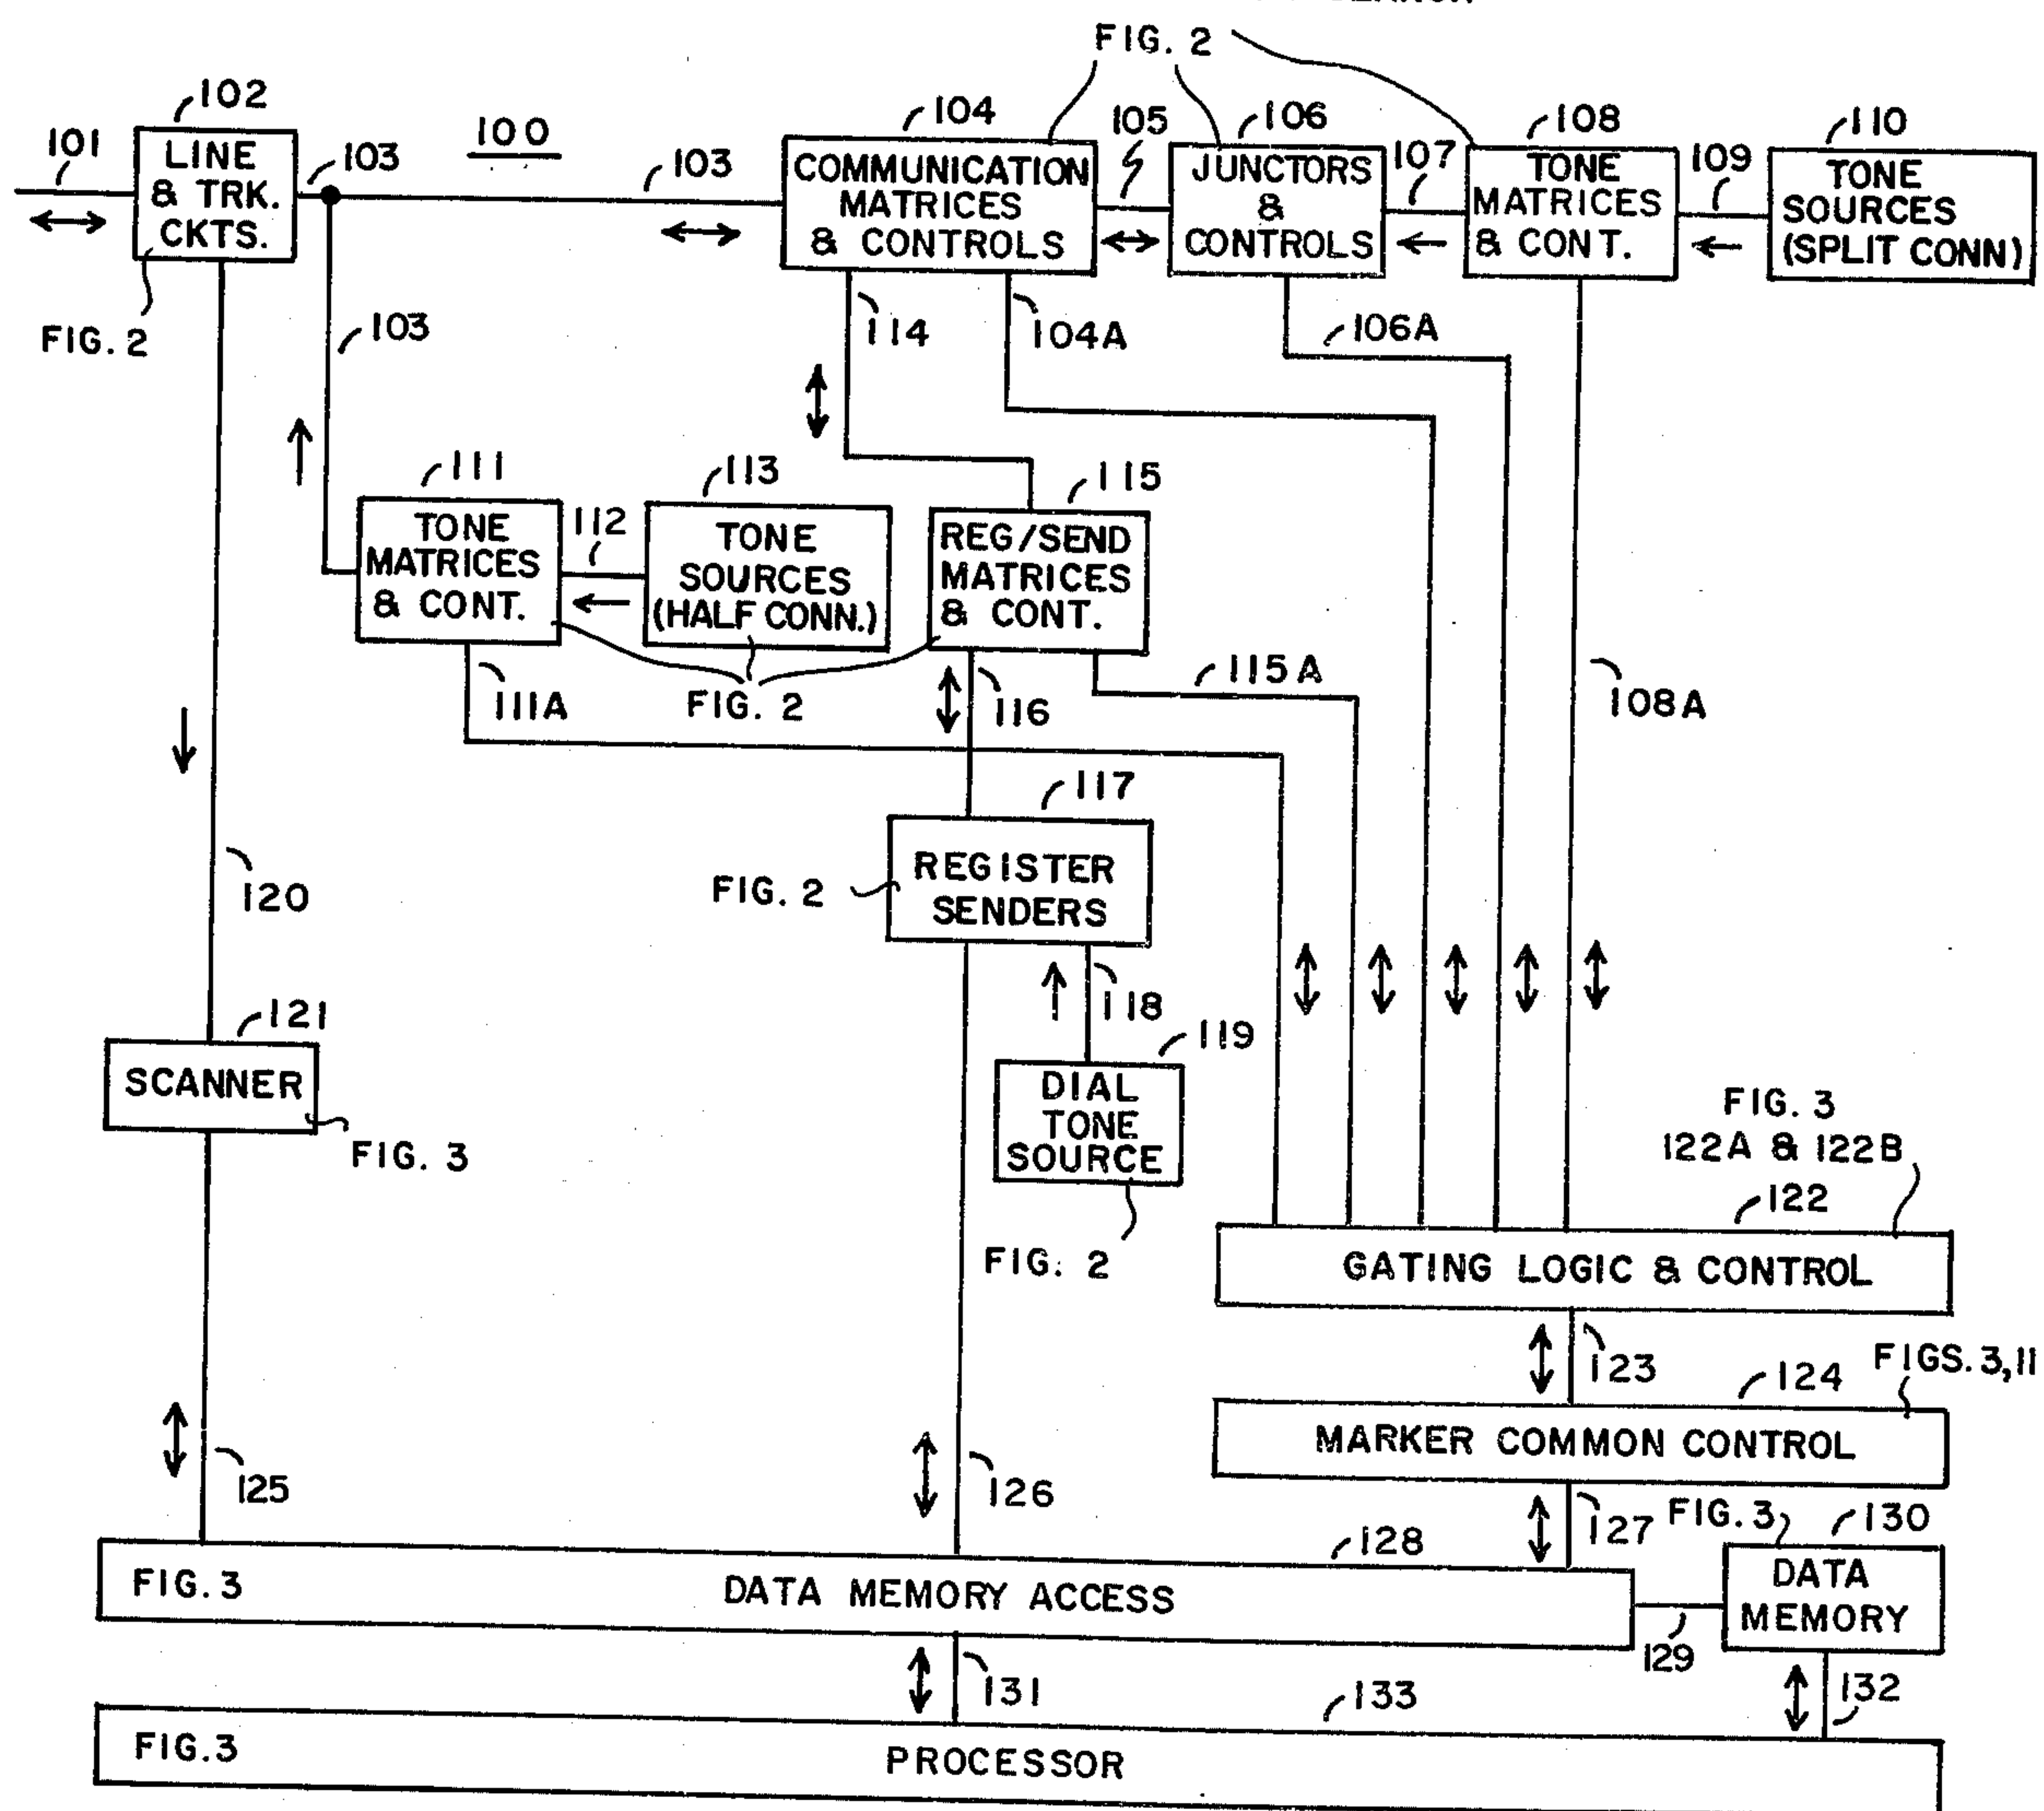 FIG. 2
102
100
104
105
106
108
110
101
103
103
107
109
LINE
& TRK.
CKTS.
COMMUNICATION
MATRICES
& CONTROLS
JUNCTORS
&
CONTROLS
TONE
MATRICES
& CONT.
TONE
SOURCES
(SPLIT CONN)
FIG. 2
103
114
104A
106A
111
113
115
112
TONE
MATRICES
& CONT.
TONE
SOURCES
(HALF CONN.)
REG/SEND
MATRICES
& CONT.
111A
FIG. 2
116
115A
108A
117
120
FIG. 2
REGISTER
SENDERS
118
121
119
SCANNER
FIG. 3
DIAL
TONE
SOURCE
FIG. 2
FIG. 3
122A & 122B
122
GATING LOGIC & CONTROL
123
FIGS. 3,11
124
MARKER COMMON CONTROL
125
126
127
FIG. 3
130
128
FIG. 3
DATA MEMORY ACCESS
DATA
MEMORY
129
131
133
132
FIG.3
PROCESSOR